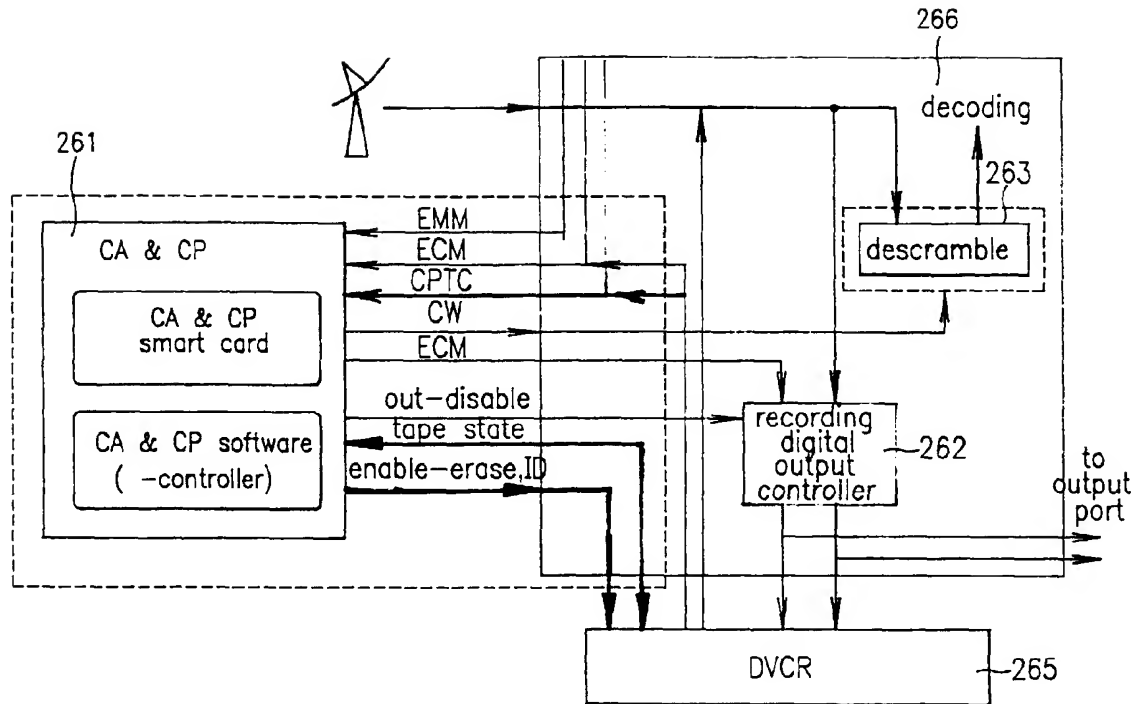 266
decoding
261
263
EMM
CA & CP
ECM
descramble
CPTC
CA & CP
smart card
CW
ECM
out-disable
recording
digital
output
controller
262
tape state
CA & CP software
( -controller)
enable-erase,ID
to
output
port
DVCR
265